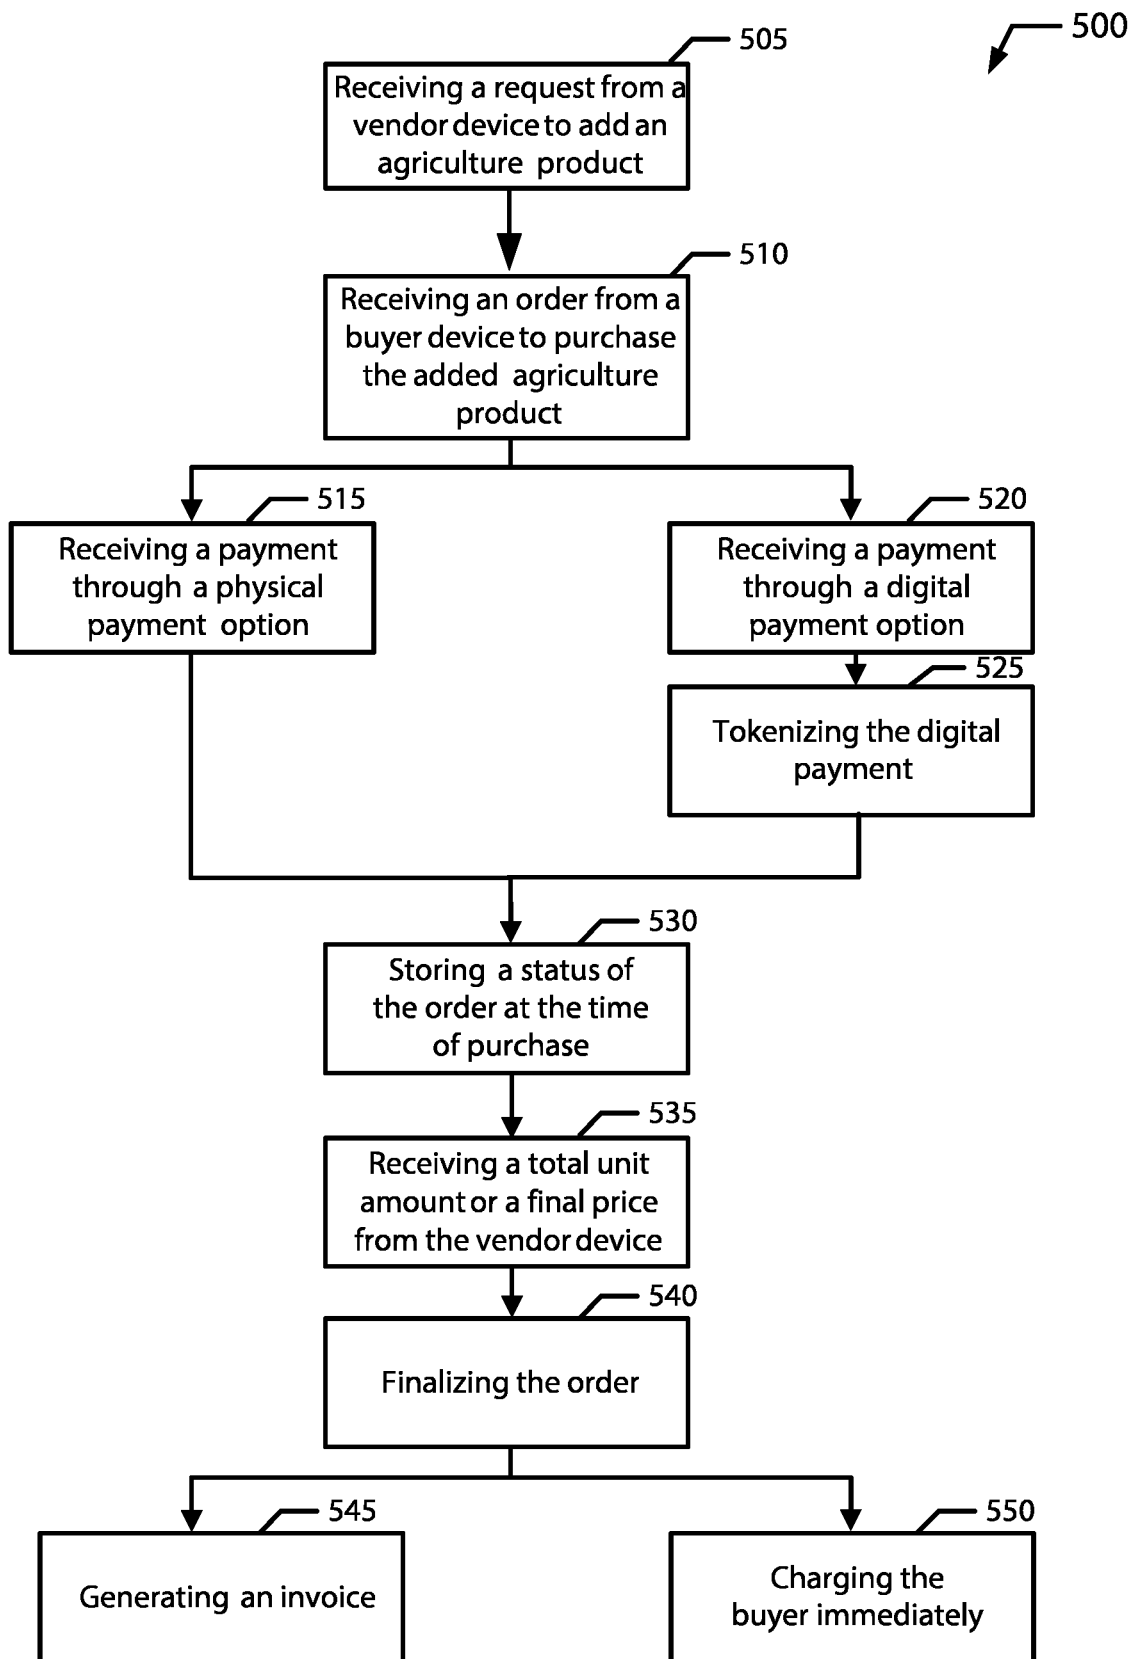 500
505
Receiving a request from a
vendor device to add an
agriculture product
510
Receiving an order from a
buyer device to purchase
the added agriculture
product
515
Receiving a payment
through a physical
payment option
520
Receiving a payment
through a digital
payment option
525
Tokenizing the digital
payment
530
Storing a status of
the order at the time
of purchase
535
Receiving a total unit
amount or a final price
from the vendor device
540
Finalizing the order
545
Generating an invoice
550
Charging the
buyer immediately